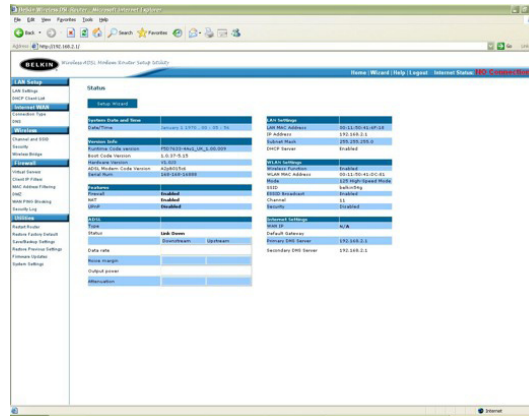 Belkin Wireless DSL Router - Microsoft Internet Explorer
File Edit View Favorites Tools Help
Back Search Favorites
Address http://192.168.2.1/ Go
BELKIN Wireless ADSL Modem Router Setup Utility
Home | Wizard | Help | Logout Internet Status: NO Connection
LAN Setup
LAN Settings
DHCP Client List
Internet WAN
Connection Type
DNS
Wireless
Channel and SSID
Security
Wireless Bridge
Firewall
Virtual Server
Client IP Filters
MAC Address Filtering
DMZ
WAN PING Blocking
Security Log
Utilities
Restart Router
Restore Factory Default
Save/Backup Settings
Restore Previous Settings
Firmware Updates
System Settings
Status
Setup Wizard
System Date and Time
Date/Time January 1 1970
Version Info
Runtime Code Version
Boot Code Version
Hardware Version
ADSL Modem Code Version
Serial Num
Features
Firewall Enabled
NAT Enabled
UPnP Enabled
ADSL
Type
Status Link Down
Downstream Upstream
Data rate
Noise margin
Output power
Attenuation
LAN Settings
LAN MAC Address
IP Address 192.168.2.1
Subnet Mask 255.255.255.0
DHCP Server Enabled
WLAN Settings
Wireless Function Enabled
WLAN MAC Address
Mode 125 High-Speed Mode
SSID belkin54g
ESSID Broadcast Enabled
Channel 11
Security Disabled
Internet Settings
WAN IP N/A
Default Gateway
Primary DNS Server 192.168.2.1
Secondary DNS Server 192.168.2.1
Internet